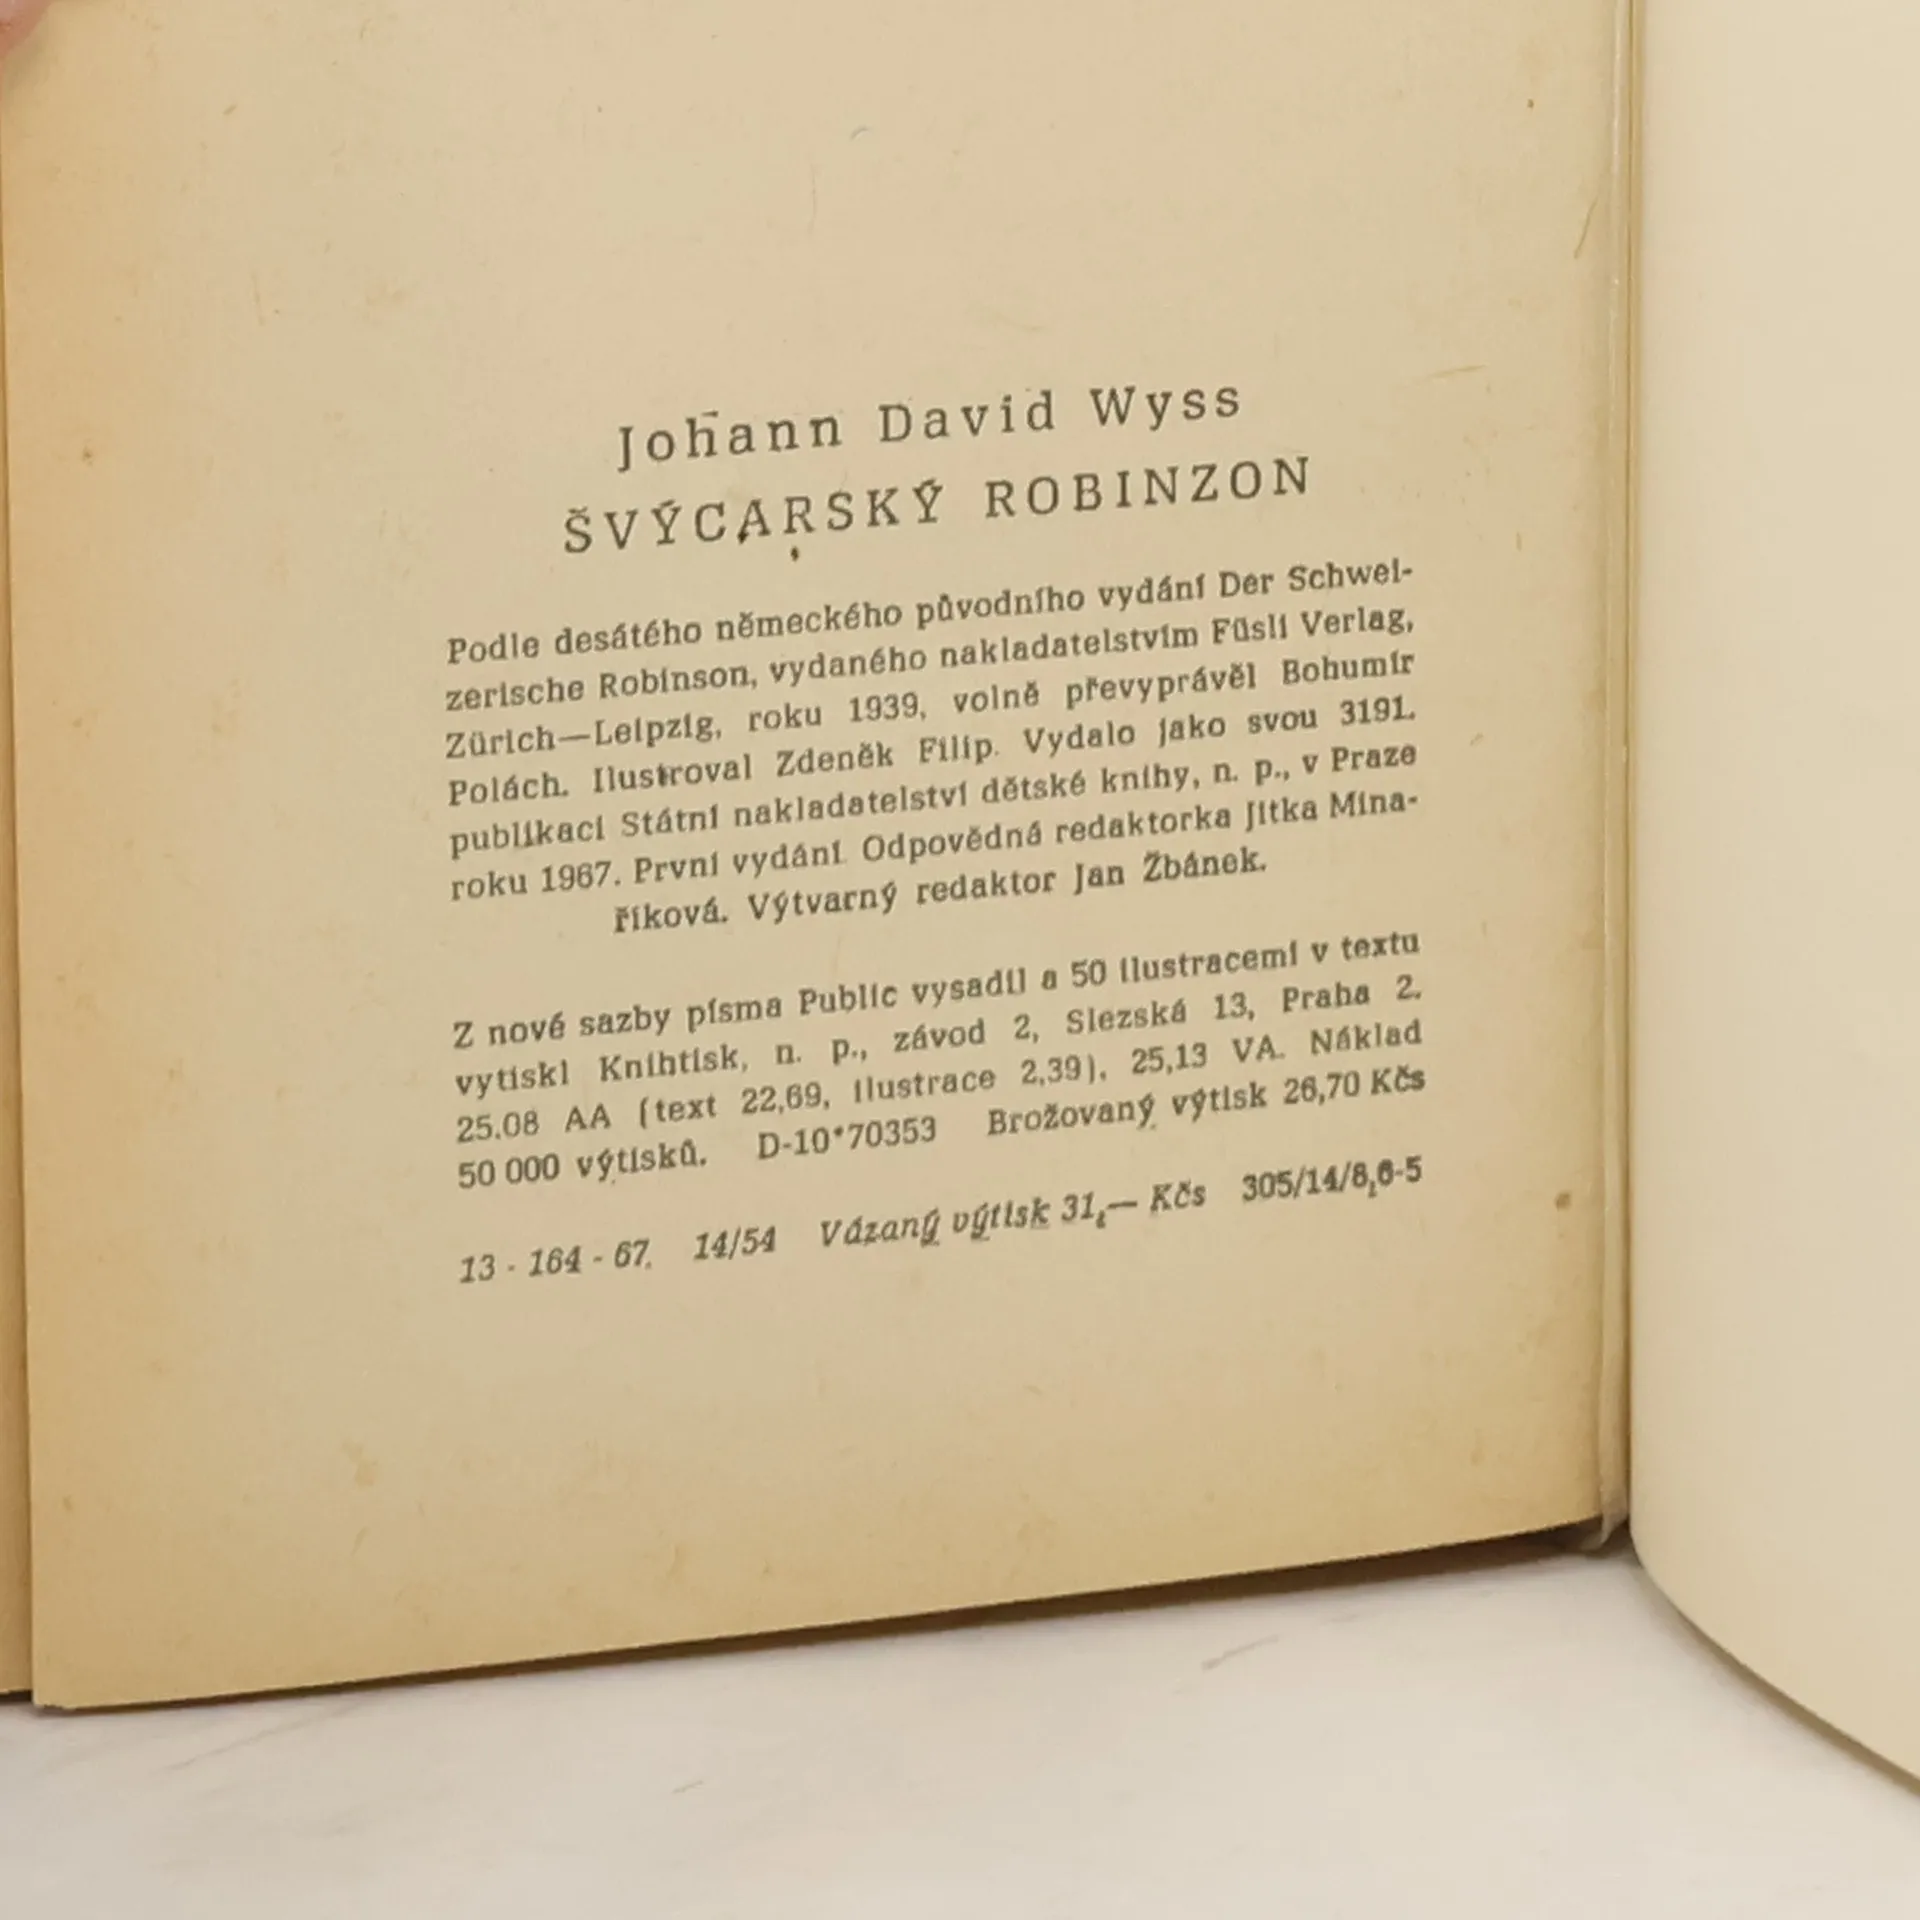 Johann David Wyss
ŠVÝCARSKÝ ROBINZON
Podle desátého německého původního vydání Der Schwei-
zerische Robinson, vydaného nakladatelstvím Füsli Verlag,
Zürich—Leipzig, roku 1939, volně převyprávěl Bohumír
Polách. Ilustroval Zdeněk Filip. Vydalo jako svou 3191.
publikaci Státní nakladatelství dětské knihy, n. p., v Praze
roku 1967. První vydání. Odpovědná redaktorka Jitka Mina-
říková. Výtvarný redaktor Jan Žbánek.
Z nové sazby písma Public vysadil a 50 ilustracemi v textu
vytiskl Knihtisk, n. p., závod 2, Slezská 13, Praha 2.
25.08 AA (text 22,69, ilustrace 2,39), 25,13 VA. Náklad
50 000 výtisků. D-10*70353 Brožovaný výtisk 26,70 Kčs
13 - 164 - 67. 14/54 Vázaný výtisk 31,— Kčs 305/14/8,6-5